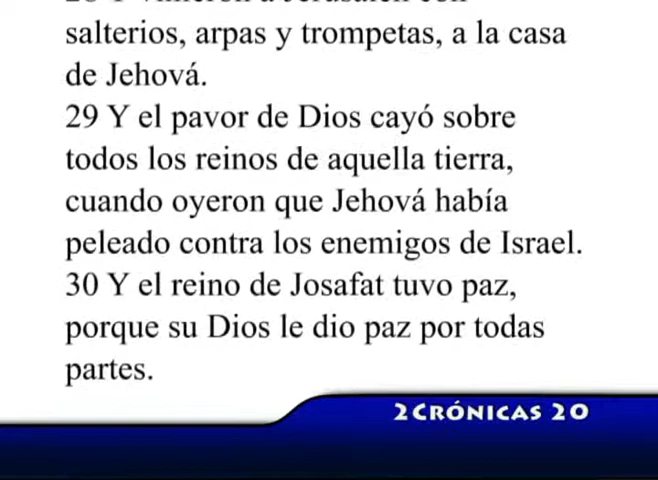 salterios, arpas y trompetas, a la casa
de Jehová.
29 Y el pavor de Dios cayó sobre
todos los reinos de aquella tierra,
cuando oyeron que Jehová había
peleado contra los enemigos de Israel.
30 Y el reino de Josafat tuvo paz,
porque su Dios le dio paz por todas
partes.
2CRÓNICAS 20